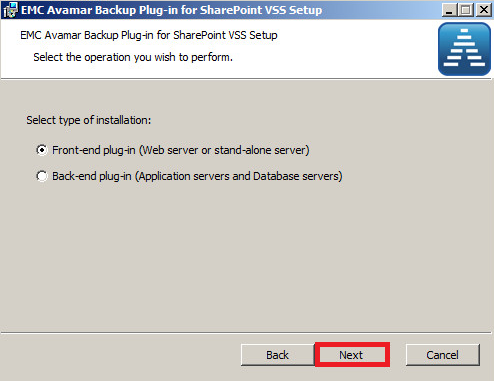 EMC Avamar Backup Plug-in for SharePoint VSS Setup
EMC Avamar Backup Plug-in for SharePoint VSS Setup
Select the operation you wish to perform.
Select type of installation:
Front-end plug-in (Web server or stand-alone server)
Back-end plug-in (Application servers and Database servers)
Back Next Cancel